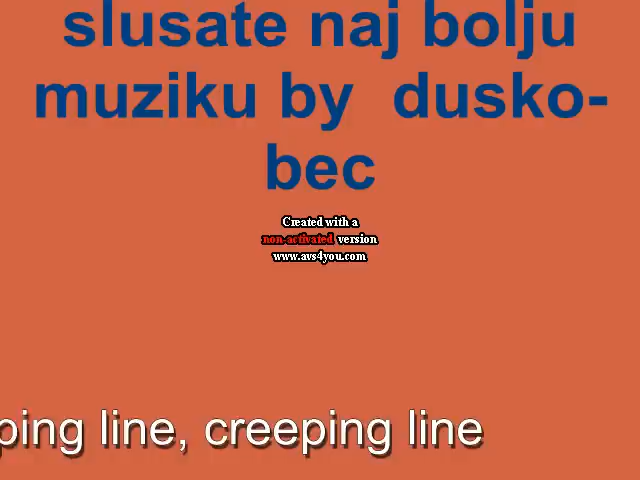 slusate naj bolju
muziku by dusko-
bec
Created with a
non-activated version
www.avs4you.com
ping line, creeping line